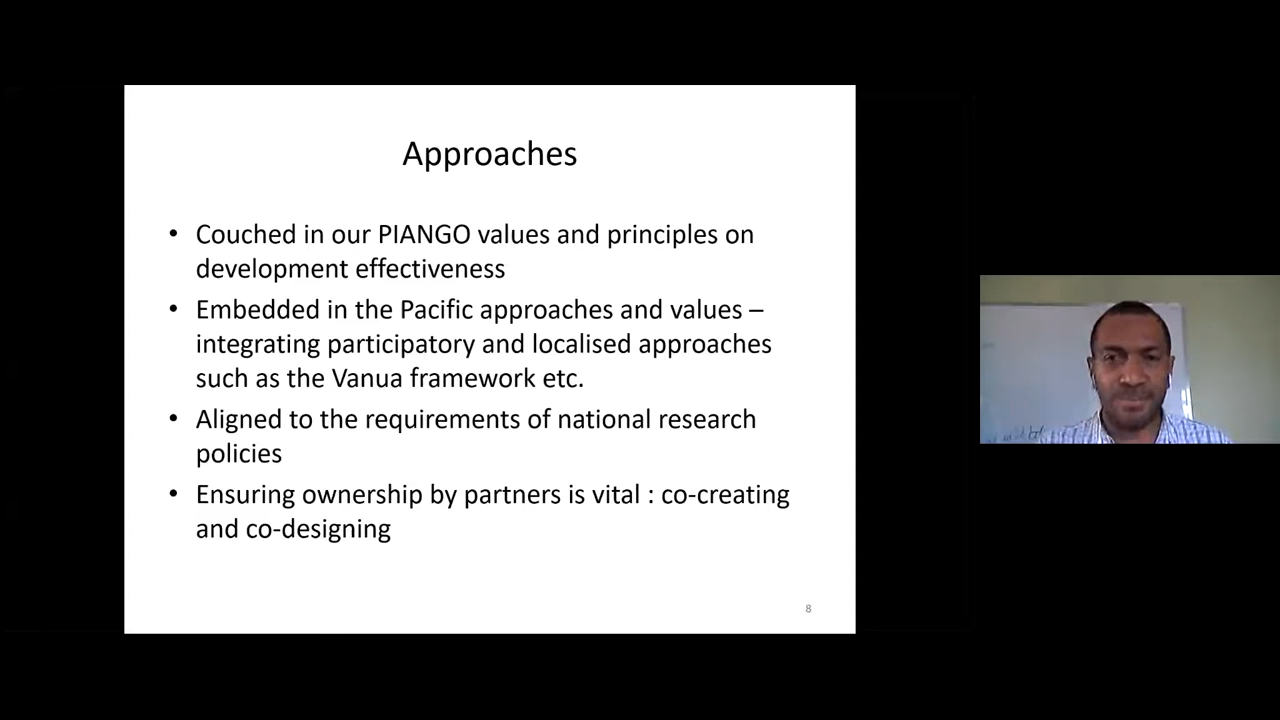 Approaches
• Couched in our PIANGO values and principles on
development effectiveness
• Embedded in the Pacific approaches and values –
integrating participatory and localised approaches
such as the Vanua framework etc.
• Aligned to the requirements of national research
policies
• Ensuring ownership by partners is vital : co-creating
and co-designing
8